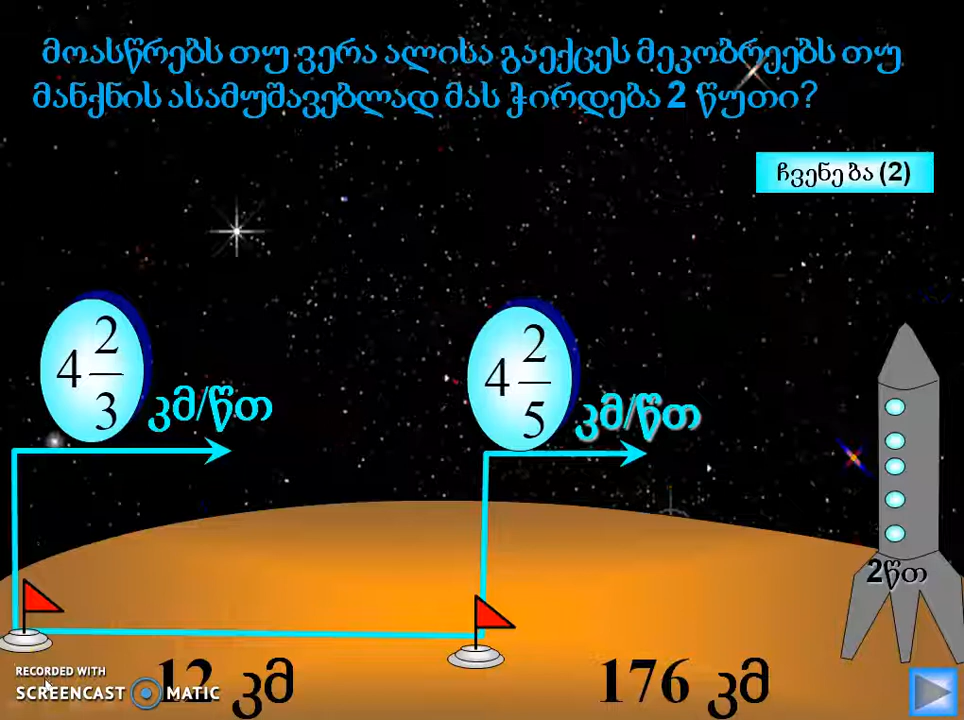 მოასწრებს თუ ვერა ალისა გაექცეს მეკობრეებს თუ
მანქნის ასამუშავებლად მას ჭირდება 2 წუთი?
ჩვენება (2)
4 2/3 კმ/წთ
4 2/5 კმ/წთ
2წთ
12 კმ
176 კმ
RECORDED WITH
SCREENCAST MATIC